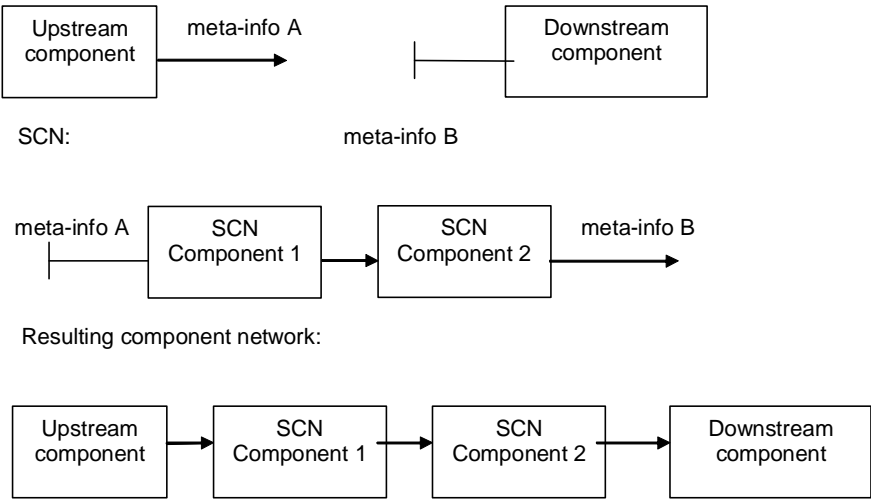 Upstream
component
meta-info A
Downstream
component
SCN:
meta-info B
meta-info A
SCN
Component 1
SCN
Component 2
meta-info B
Resulting component network:
Upstream
component
SCN
Component 1
SCN
Component 2
Downstream
component